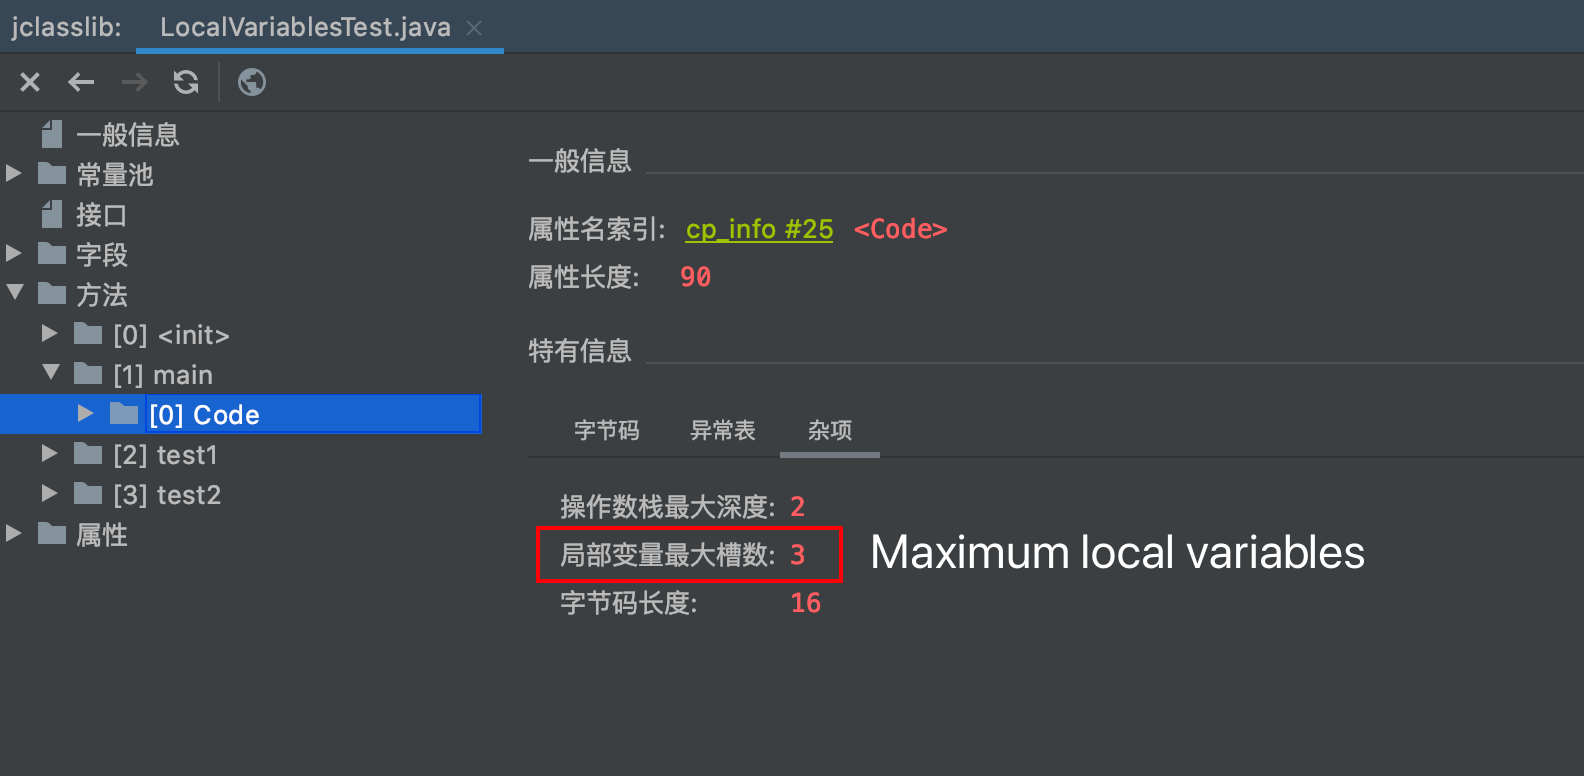 jclasslib: LocalVariablesTest.java
一般信息
常量池
接口
字段
方法
[0] <init>
[1] main
[0] Code
[2] test1
[3] test2
属性
一般信息
属性名索引: cp_info #25 <Code>
属性长度: 90
特有信息
字节码 异常表 杂项
操作数栈最大深度: 2
局部变量最大槽数: 3 Maximum local variables
字节码长度: 16